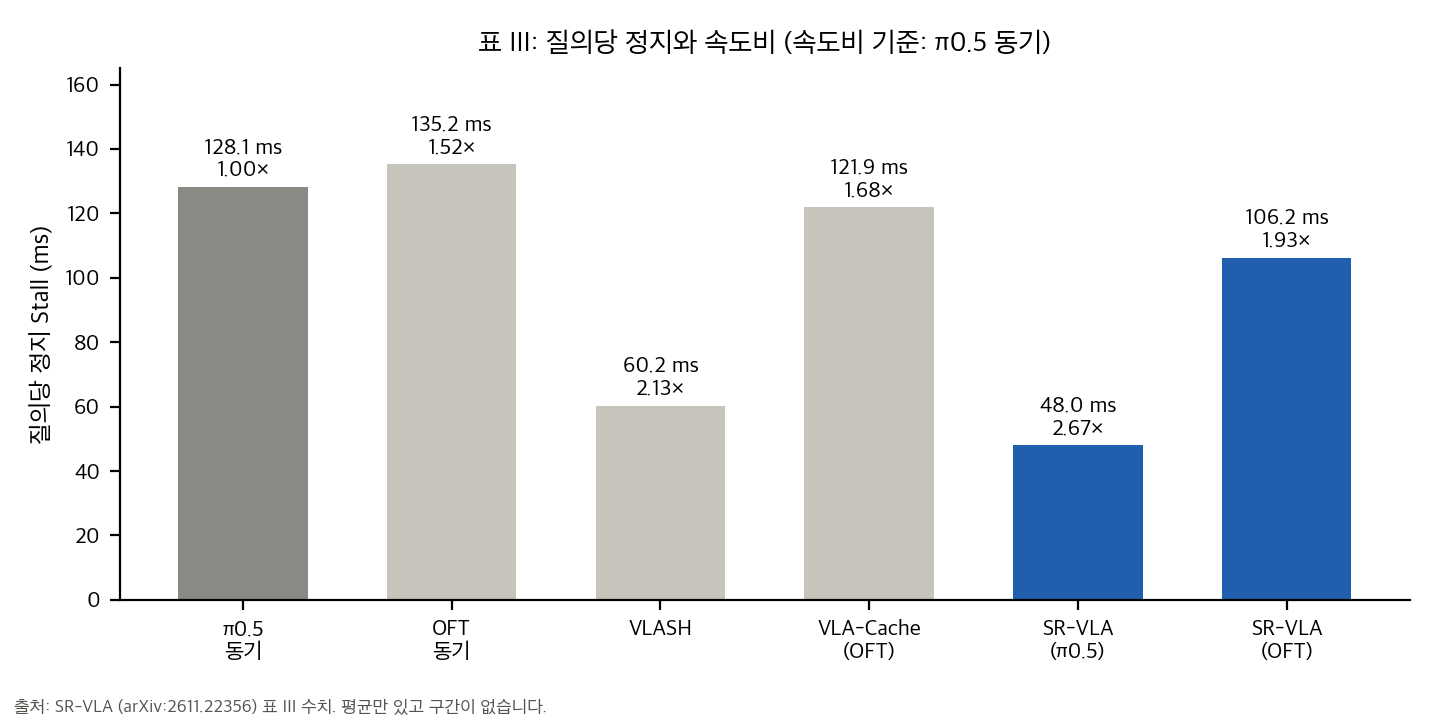 표 III: 질의당 정지와 속도비 (속도비 기준: π0.5 동기)
질의당 정지 Stall (ms)
160
140
120
100
80
60
40
20
0
128.1 ms
1.00×
135.2 ms
1.52×
60.2 ms
2.13×
121.9 ms
1.68×
48.0 ms
2.67×
106.2 ms
1.93×
π0.5
동기
OFT
동기
VLASH
VLA-Cache
(OFT)
SR-VLA
(π0.5)
SR-VLA
(OFT)
출처: SR-VLA (arXiv:2611.22356) 표 III 수치. 평균만 있고 구간이 없습니다.